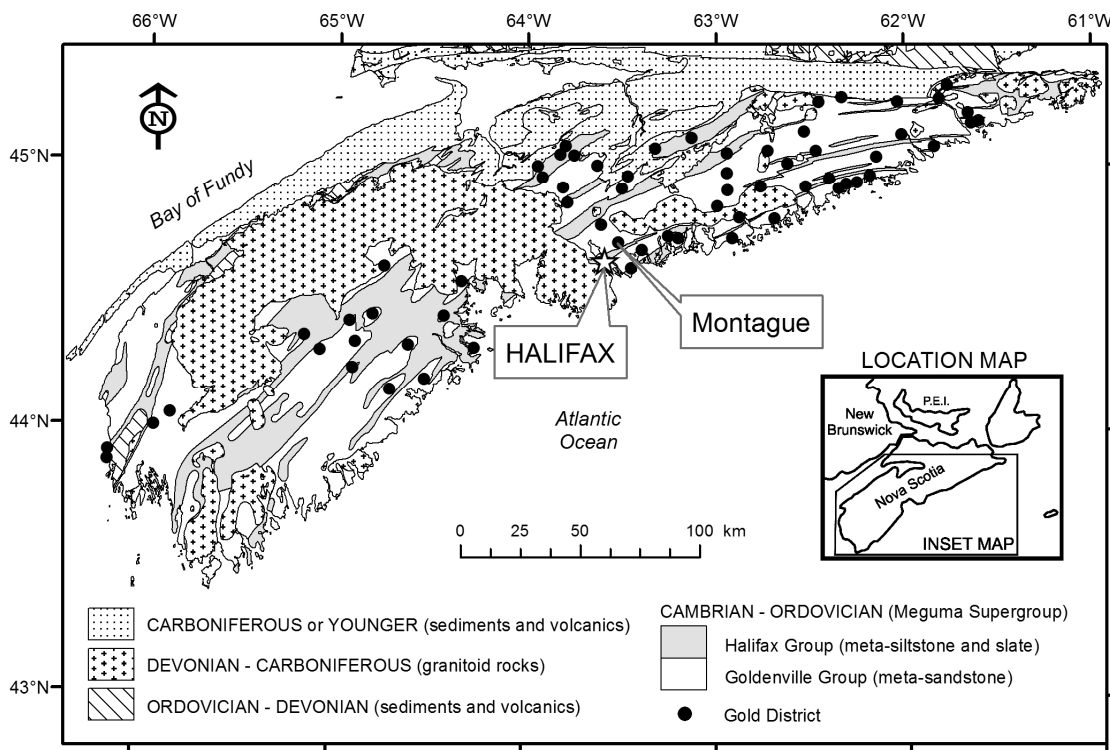 66°W
65°W
64°W
63°W
62°W
61°W
45°N
44°N
43°N
N
Bay of Fundy
HALIFAX
Montague
Atlantic
Ocean
LOCATION MAP
P.E.I.
New
Brunswick
Nova Scotia
INSET MAP
0 25 50 100 km
CARBONIFEROUS or YOUNGER (sediments and volcanics)
DEVONIAN - CARBONIFEROUS (granitoid rocks)
ORDOVICIAN - DEVONIAN (sediments and volcanics)
CAMBRIAN - ORDOVICIAN (Meguma Supergroup)
Halifax Group (meta-siltstone and slate)
Goldenville Group (meta-sandstone)
Gold District